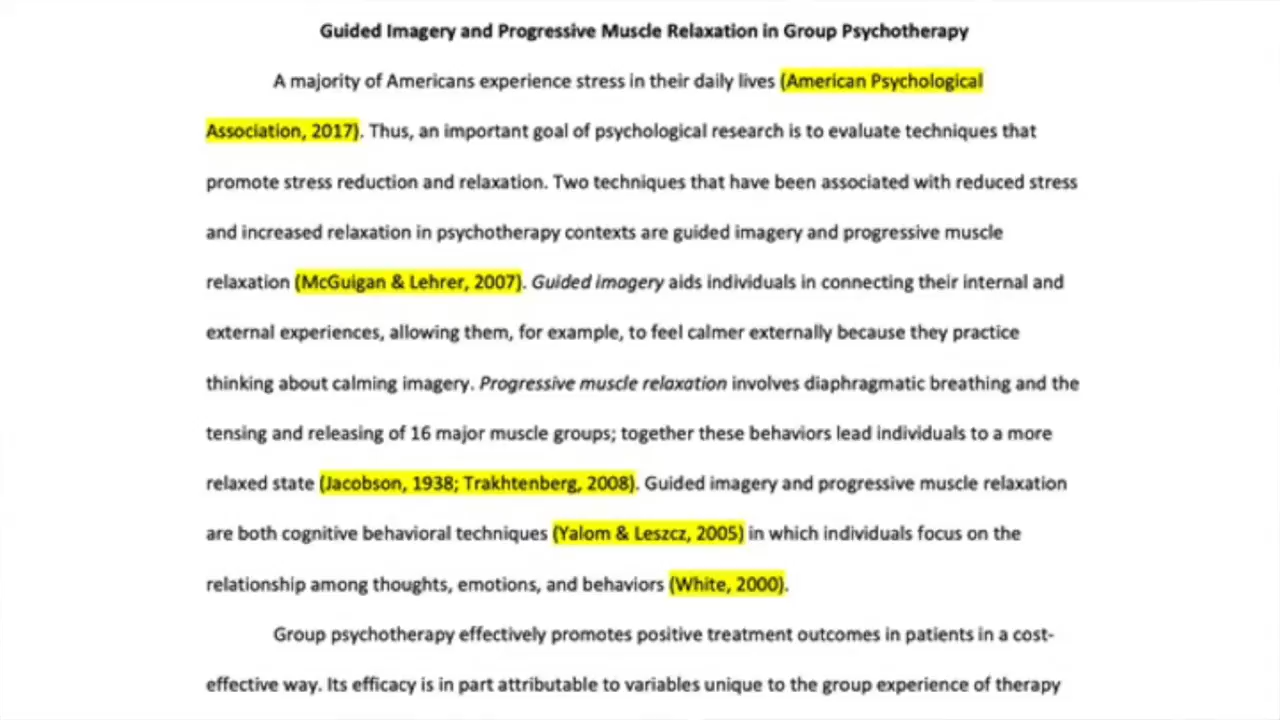 Guided Imagery and Progressive Muscle Relaxation in Group Psychotherapy
A majority of Americans experience stress in their daily lives (American Psychological
Association, 2017). Thus, an important goal of psychological research is to evaluate techniques that
promote stress reduction and relaxation. Two techniques that have been associated with reduced stress
and increased relaxation in psychotherapy contexts are guided imagery and progressive muscle
relaxation (McGuigan & Lehrer, 2007). Guided imagery aids individuals in connecting their internal and
external experiences, allowing them, for example, to feel calmer externally because they practice
thinking about calming imagery. Progressive muscle relaxation involves diaphragmatic breathing and the
tensing and releasing of 16 major muscle groups; together these behaviors lead individuals to a more
relaxed state (Jacobson, 1938; Trakhtenberg, 2008). Guided imagery and progressive muscle relaxation
are both cognitive behavioral techniques (Yalom & Leszcz, 2005) in which individuals focus on the
relationship among thoughts, emotions, and behaviors (White, 2000).
Group psychotherapy effectively promotes positive treatment outcomes in patients in a cost-
effective way. Its efficacy is in part attributable to variables unique to the group experience of therapy